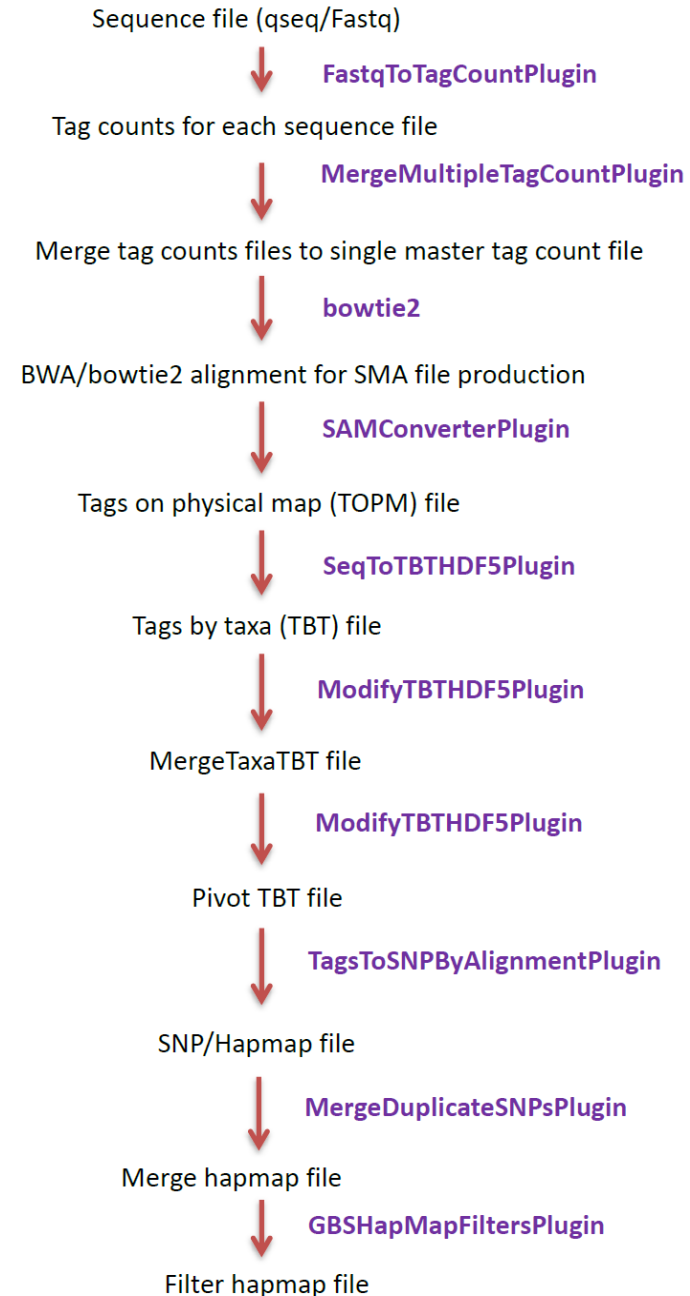 Sequence file (qseq/Fastq)
FastqToTagCountPlugin
Tag counts for each sequence file
MergeMultipleTagCountPlugin
Merge tag counts files to single master tag count file
bowtie2
BWA/bowtie2 alignment for SMA file production
SAMConverterPlugin
Tags on physical map (TOPM) file
SeqToTBTHDF5Plugin
Tags by taxa (TBT) file
ModifyTBTHDF5Plugin
MergeTaxaTBT file
ModifyTBTHDF5Plugin
Pivot TBT file
TagsToSNPByAlignmentPlugin
SNP/Hapmap file
MergeDuplicateSNPsPlugin
Merge hapmap file
GBSHapMapFiltersPlugin
Filter hapmap file